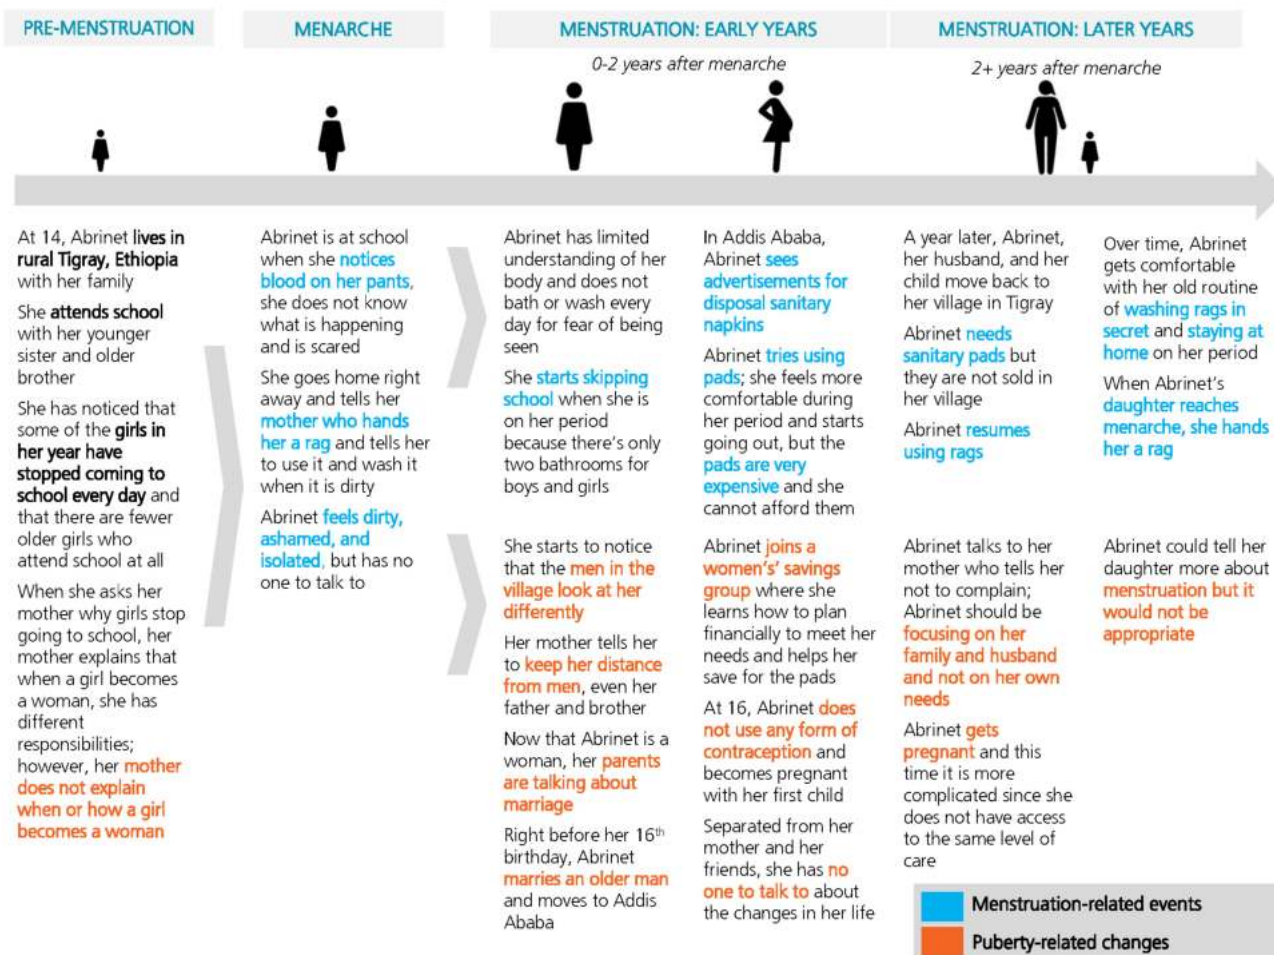 PRE-MENSTRUATION
MENARCHE
MENSTRUATION: EARLY YEARS
MENSTRUATION: LATER YEARS
0-2 years after menarche
2+ years after menarche
At 14, Abrinet lives in
rural Tigray, Ethiopia
with her family
She attends school
with her younger
sister and older
brother
She has noticed that
some of the girls in
her year have
stopped coming to
school every day and
that there are fewer
older girls who
attend school at all
When she asks her
mother why girls stop
going to school, her
mother explains that
when a girl becomes
a woman, she has
different
responsibilities;
however, her mother
does not explain
when or how a girl
becomes a woman
Abrinet is at school
when she notices
blood on her pants,
she does not know
what is happening
and is scared
She goes home right
away and tells her
mother who hands
her a rag and tells her
to use it and wash it
when it is dirty
Abrinet feels dirty,
ashamed, and
isolated, but has no
one to talk to
Abrinet has limited
understanding of her
body and does not
bath or wash every
day for fear of being
seen
She starts skipping
school when she is
on her period
because there's only
two bathrooms for
boys and girls
She starts to notice
that the men in the
village look at her
differently
Her mother tells her
to keep her distance
from men, even her
father and brother
Now that Abrinet is a
woman, her parents
are talking about
marriage
Right before her 16th
birthday, Abrinet
marries an older man
and moves to Addis
Ababa
In Addis Ababa,
Abrinet sees
advertisements for
disposal sanitary
napkins
Abrinet tries using
pads; she feels more
comfortable during
her period and starts
going out, but the
pads are very
expensive and she
cannot afford them
Abrinet joins a
women's' savings
group where she
learns how to plan
financially to meet her
needs and helps her
save for the pads
At 16, Abrinet does
not use any form of
contraception and
becomes pregnant
with her first child
Separated from her
mother and her
friends, she has no
one to talk to about
the changes in her life
A year later, Abrinet,
her husband, and her
child move back to
her village in Tigray
Abrinet needs
sanitary pads but
they are not sold in
her village
Abrinet resumes
using rags
Abrinet talks to her
mother who tells her
not to complain;
Abrinet should be
focusing on her
family and husband
and not on her own
needs
Abrinet gets
pregnant and this
time it is more
complicated since she
does not have access
to the same level of
care
Over time, Abrinet
gets comfortable
with her old routine
of washing rags in
secret and staying at
home on her period
When Abrinet's
daughter reaches
menarche, she hands
her a rag
Abrinet could tell her
daughter more about
menstruation but it
would not be
appropriate
Menstruation-related events
Puberty-related changes